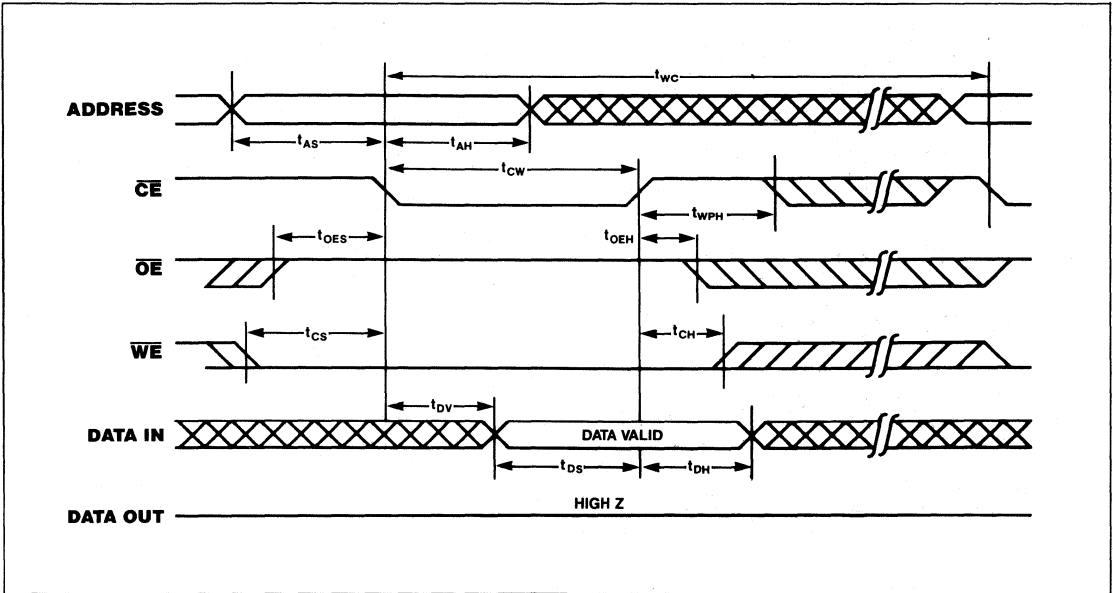 tWC
ADDRESS
tAS
tAH
tCW
CE
tWPH
tOES
tOEH
OE
tCS
tCH
WE
tDV
DATA IN
DATA VALID
tDS
tDH
HIGH Z
DATA OUT